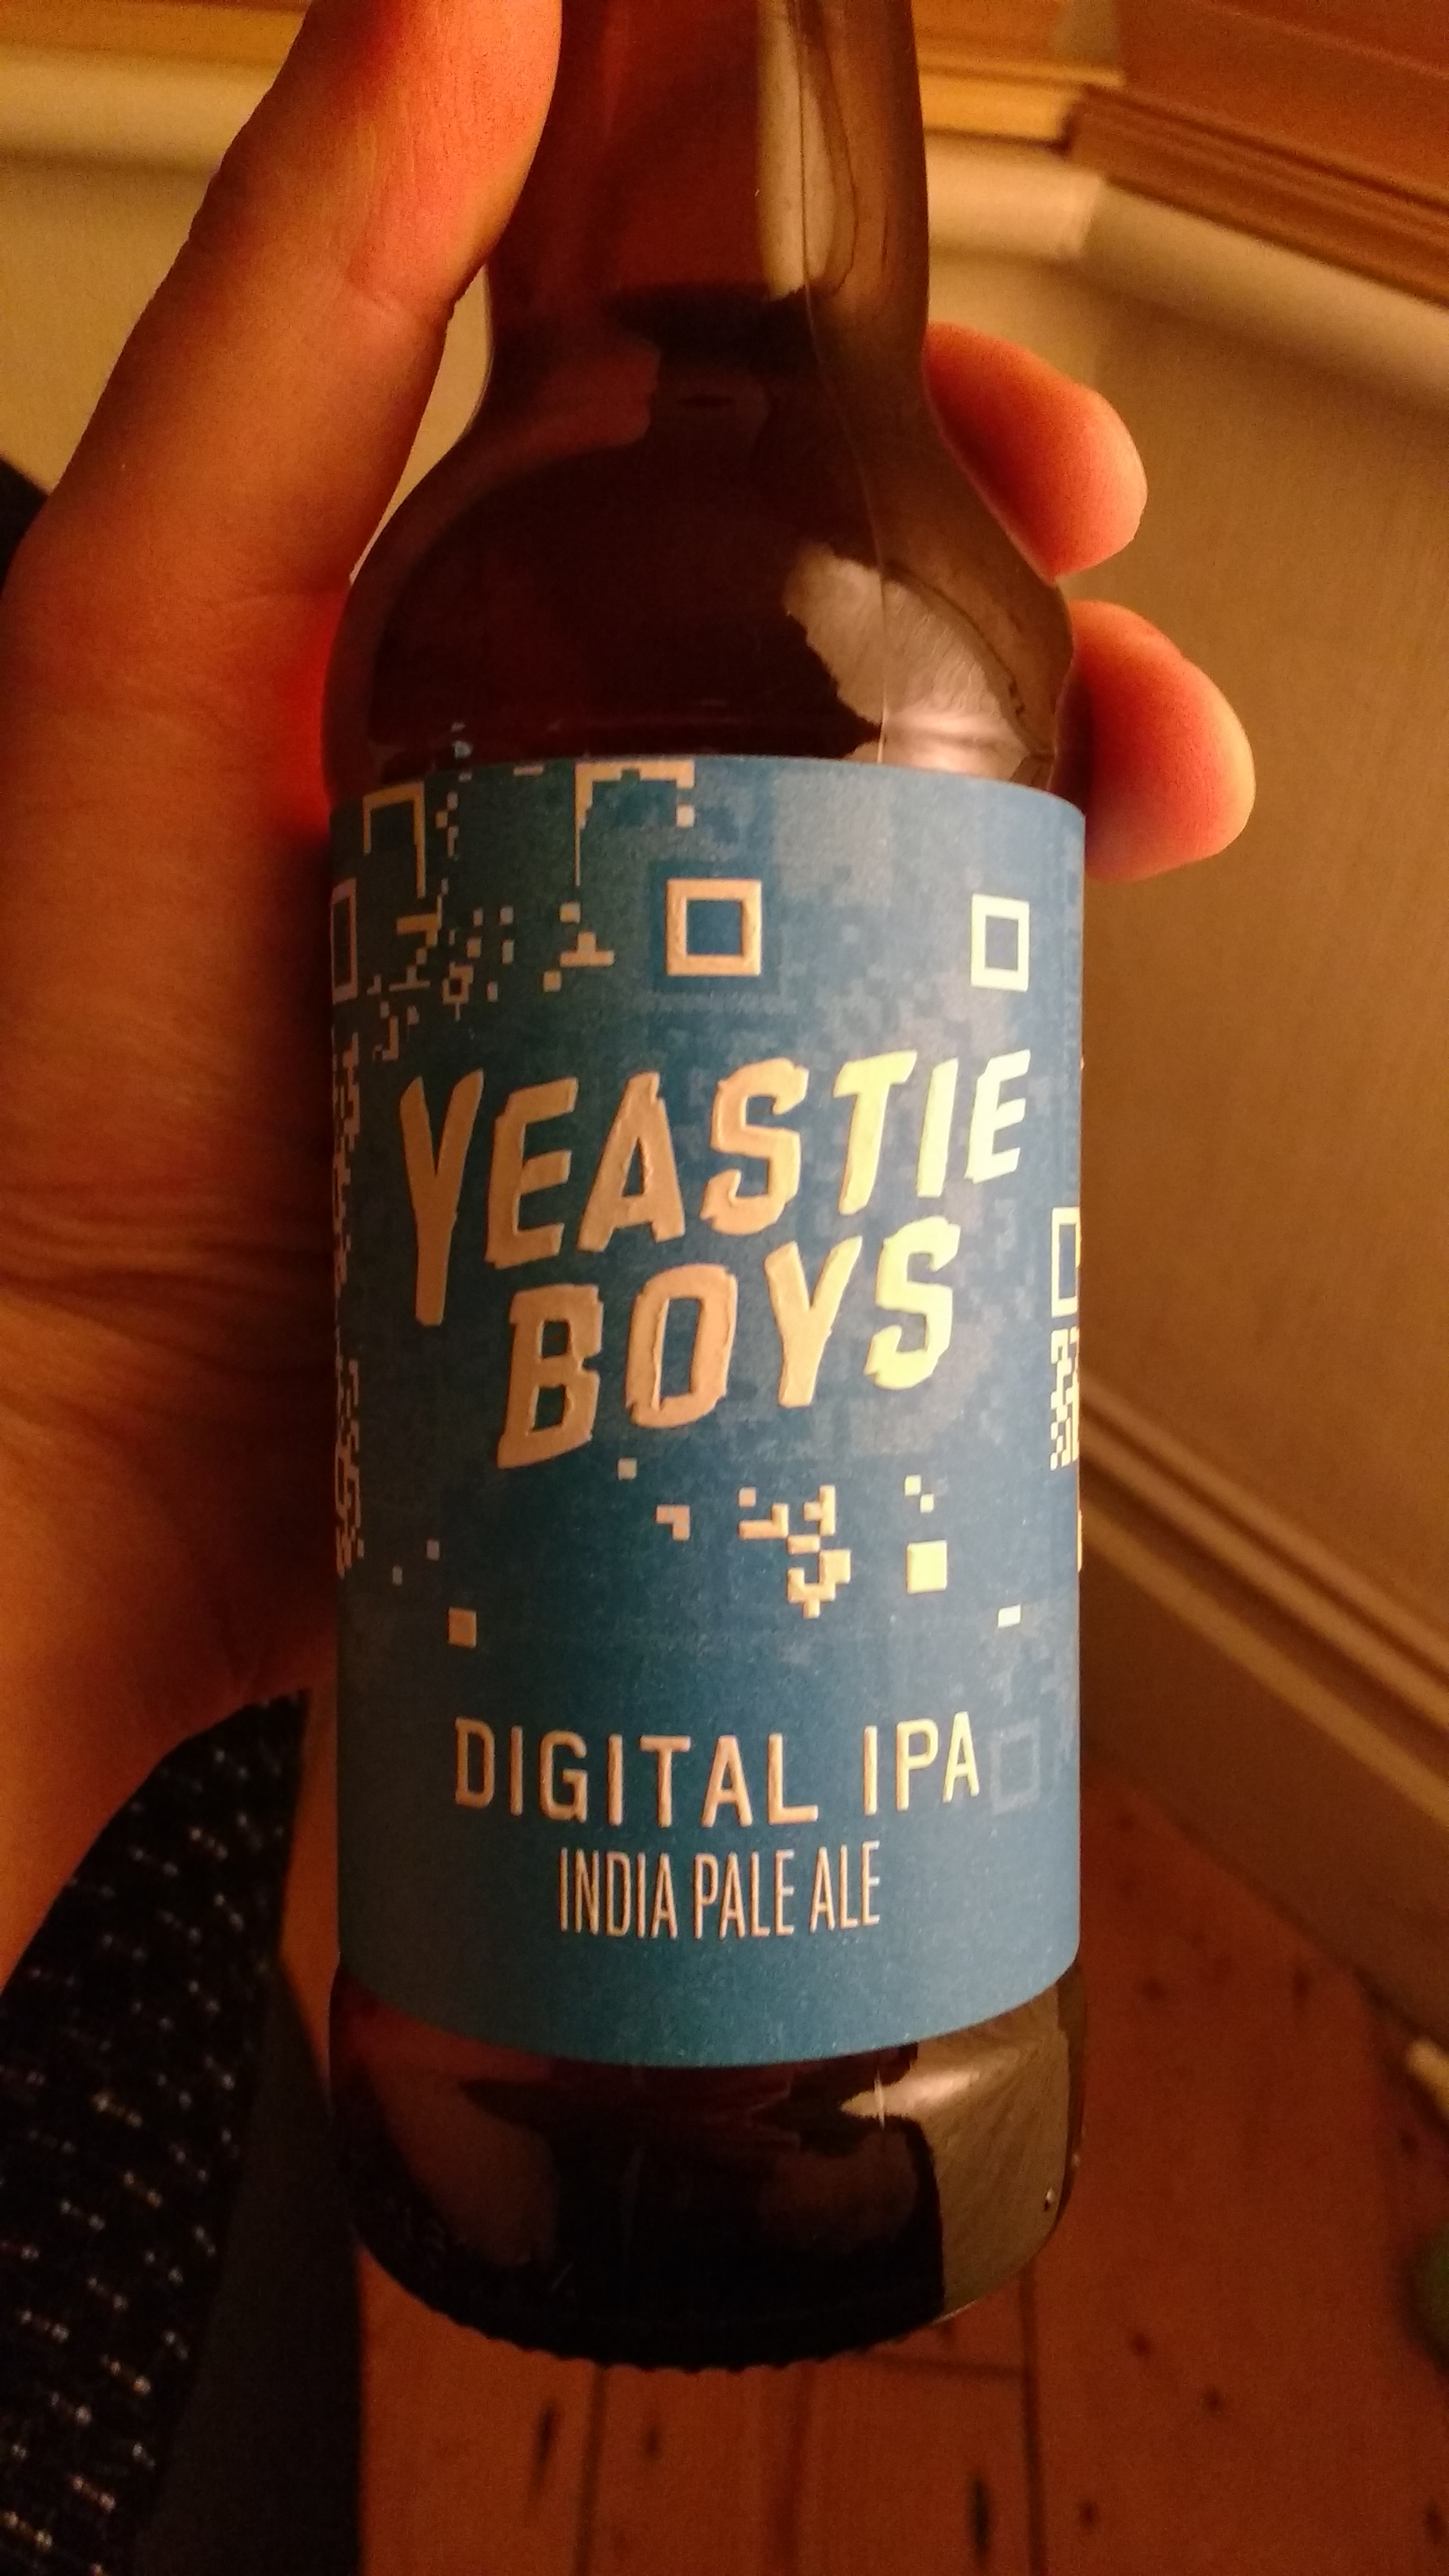 YEASTIE
BOYS
DIGITAL IPA
INDIA PALE ALE